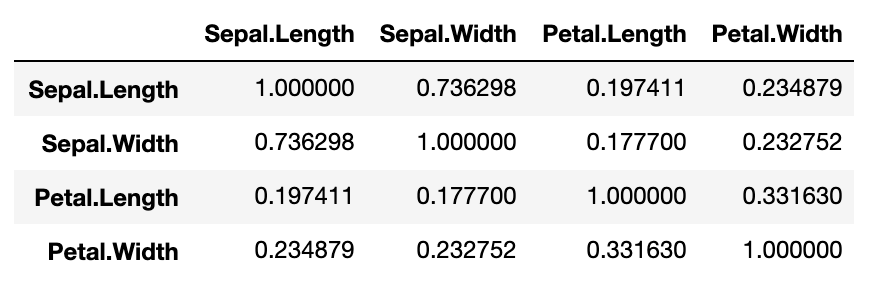 Sepal.Length Sepal.Width Petal.Length Petal.Width
Sepal.Length 1.000000 0.736298 0.197411 0.234879
Sepal.Width 0.736298 1.000000 0.177700 0.232752
Petal.Length 0.197411 0.177700 1.000000 0.331630
Petal.Width 0.234879 0.232752 0.331630 1.000000